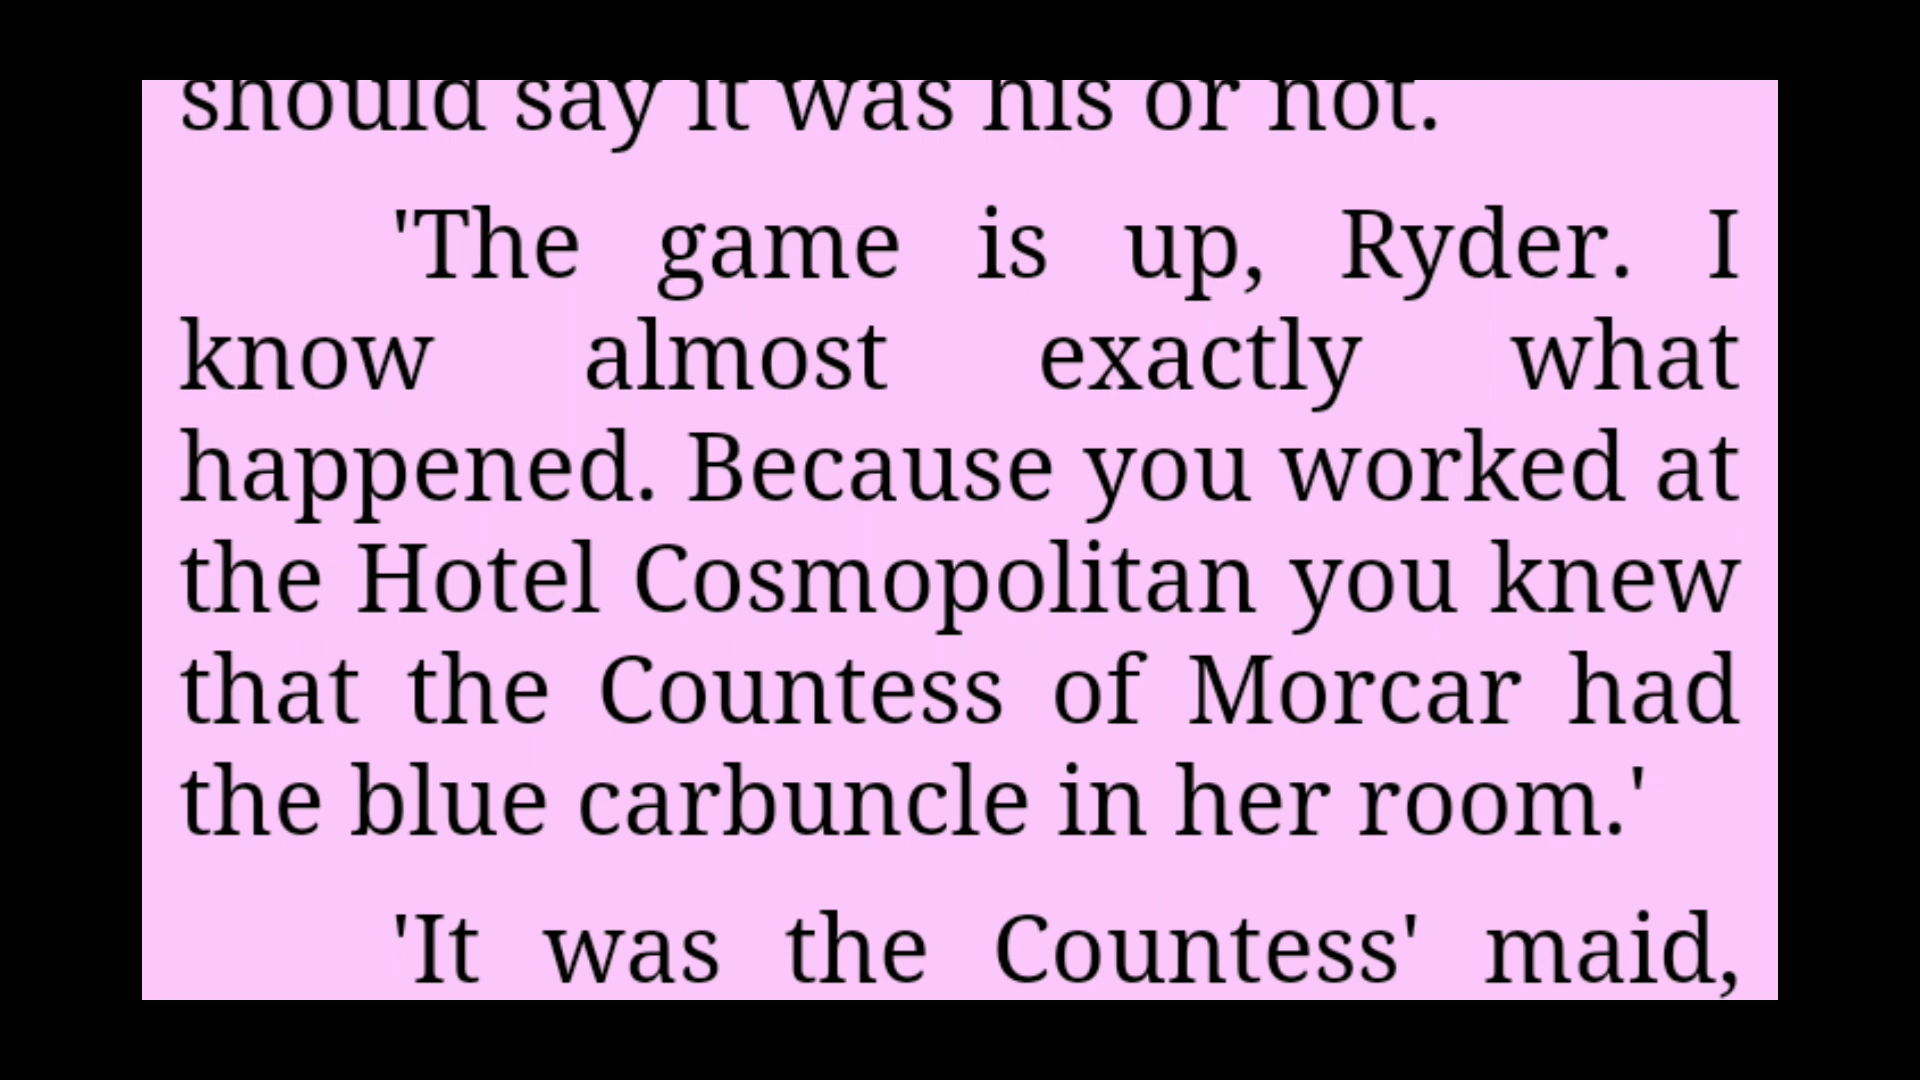 should say it was his or not.
'The game is up, Ryder. I
know almost exactly what
happened. Because you worked at
the Hotel Cosmopolitan you knew
that the Countess of Morcar had
the blue carbuncle in her room.'
'It was the Countess' maid,